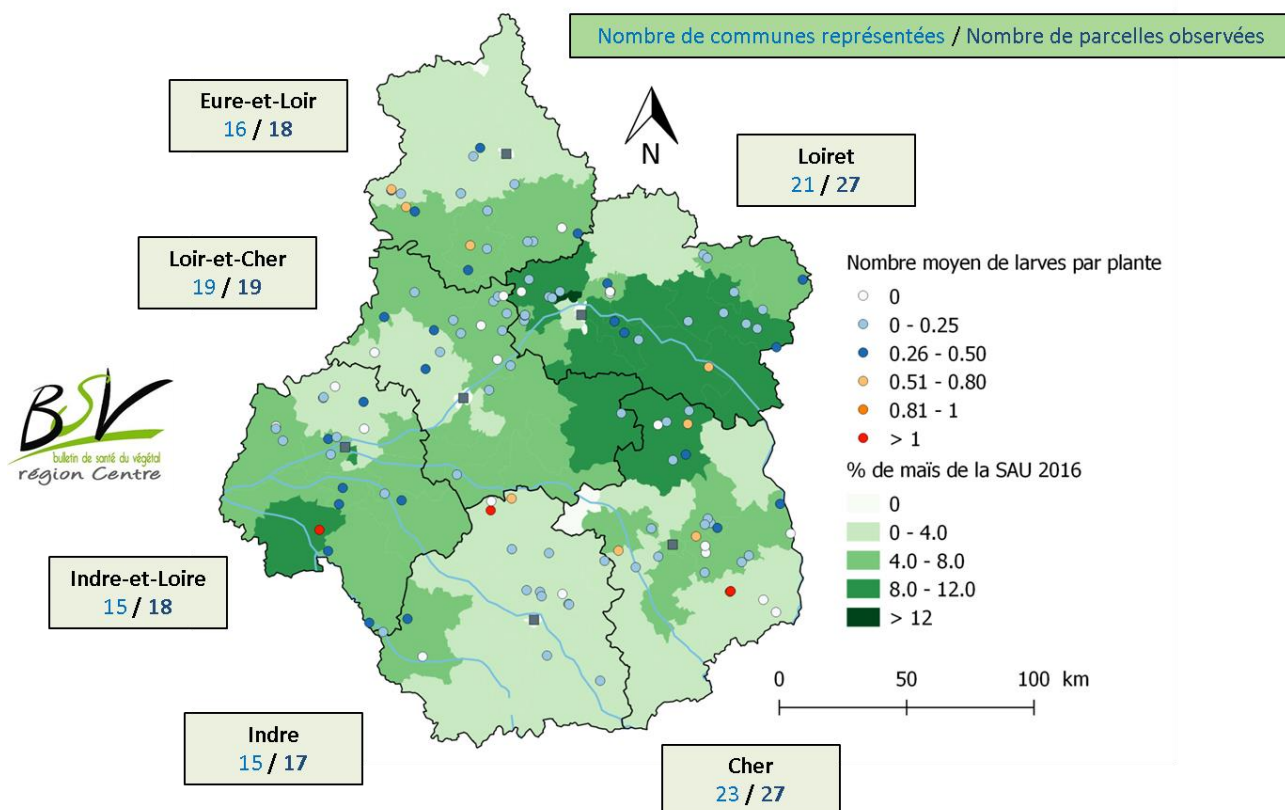 Nombre de communes représentées / Nombre de parcelles observées
Eure-et-Loir
16 / 18
N
Loiret
21 / 27
Loir-et-Cher
19 / 19
Nombre moyen de larves par plante
0
0 - 0.25
0.26 - 0.50
0.51 - 0.80
0.81 - 1
> 1
% de maïs de la SAU 2016
0
0 - 4.0
4.0 - 8.0
8.0 - 12.0
> 12
BSV
bulletin de santé du végétal
région Centre
Indre-et-Loire
15 / 18
0 50 100 km
Indre
15 / 17
Cher
23 / 27